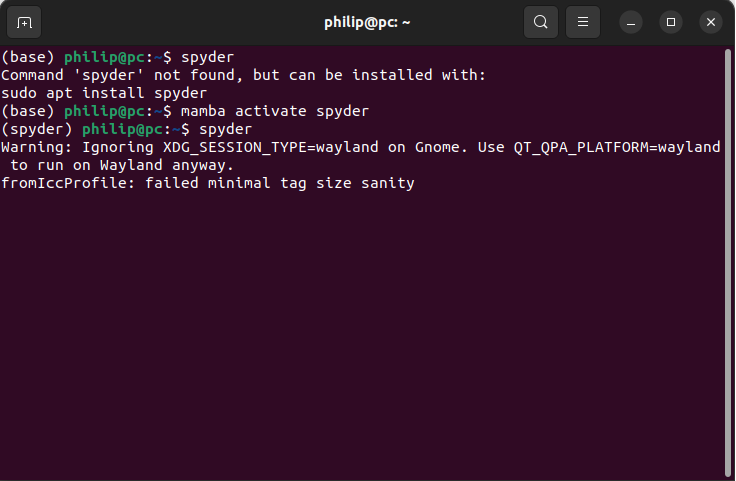 philip@pc: ~
(base) philip@pc:~$ spyder
Command 'spyder' not found, but can be installed with:
sudo apt install spyder
(base) philip@pc:~$ mamba activate spyder
(spyder) philip@pc:~$ spyder
Warning: Ignoring XDG_SESSION_TYPE=wayland on Gnome. Use QT_QPA_PLATFORM=wayland
 to run on Wayland anyway.
fromIccProfile: failed minimal tag size sanity